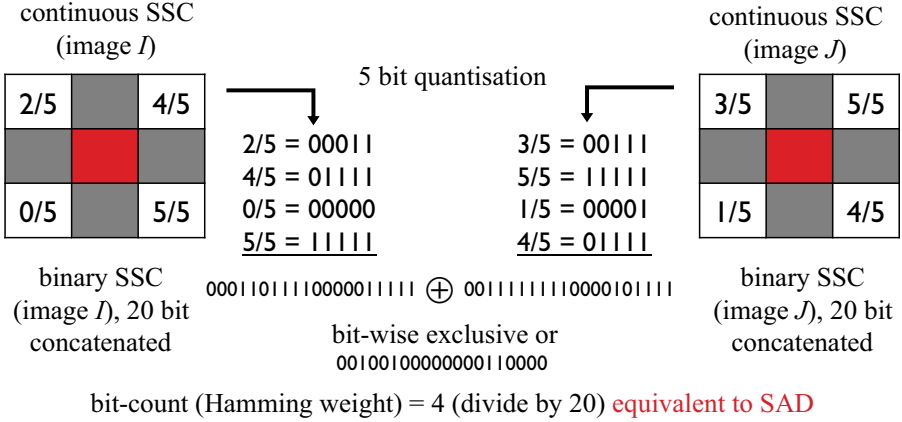 continuous SSC
(image I)
2/5
4/5
0/5
5/5
binary SSC
(image I), 20 bit
concatenated
5 bit quantisation
2/5 = 00011
4/5 = 01111
0/5 = 00000
5/5 = 11111
3/5 = 00111
5/5 = 11111
1/5 = 00001
4/5 = 01111
00011011110000011111 ⊕ 00111111110000101111
bit-wise exclusive or
00100100000000110000
continuous SSC
(image J)
3/5
5/5
1/5
4/5
binary SSC
(image J), 20 bit
concatenated
bit-count (Hamming weight) = 4 (divide by 20) equivalent to SAD